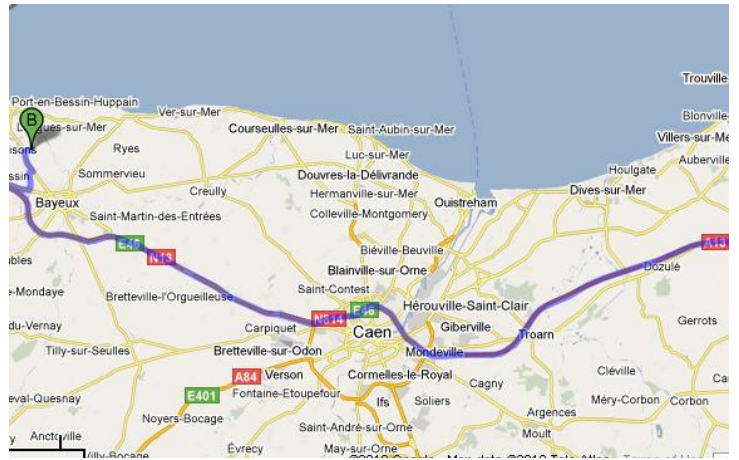 Trouville
Port-en-Bessin-Huppain
Ver-sur-Mer
Blonville
B
Courseulles-sur-Mer
Saint-Aubin-sur-Mer
Villers-sur-Mer
Ryes
Luc-sur-Mer
Auberville
Sommervieu
Douvres-la-Délivrande
Houlgate
Creully
Hermanville-sur-Mer
Dives-sur-Mer
Bayeux
Ouistreham
Saint-Martin-des-Entrées
Colleville-Montgomery
E46
N13
Biéville-Beuville
A13
Blainville-sur-Orne
Dozulé
Saint-Contest
Bretteville-l'Orgueilleuse
E46
Hérouville-Saint-Clair
N814
Carpiquet
Caen
Giberville
Gerrots
Troarn
Tilly-sur-Seulles
Bretteville-sur-Odon
Mondeville
A84
Verson
Cormelles-le-Royal
Cléville
Cagny
E401
Fontaine-Etoupefour
Ifs
Soliers
Méry-Corbon
Corbon
Noyers-Bocage
Argences
Saint-André-sur-Orne
Moult
Évrecy
May-sur-Orne